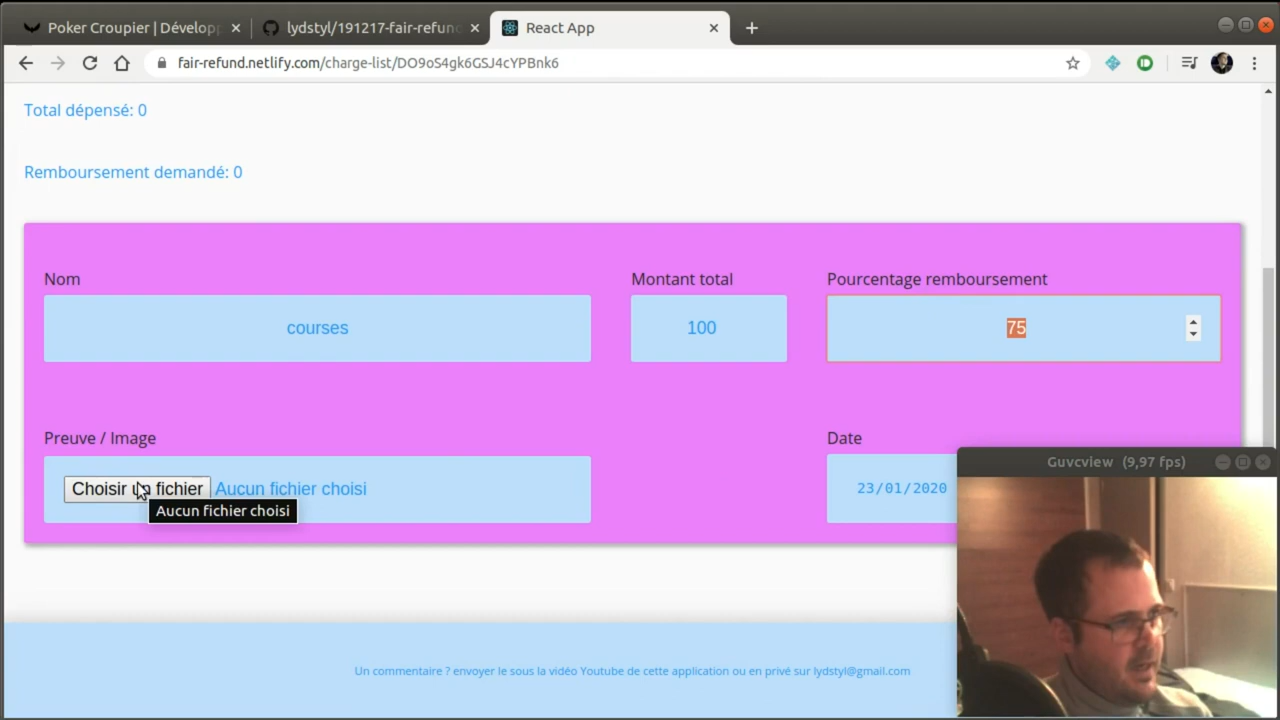 Poker Croupier | Dévelop
lydstyl/191217-fair-refund
React App
fair-refund.netlify.com/charge-list/DO9oS4gk6GSJ4cYPBnk6
Total dépensé: 0
Remboursement demandé: 0
Nom
Montant total
Pourcentage remboursement
courses
100
75
Preuve / Image
Date
Choisir un fichier
Aucun fichier choisi
23/01/2020
Aucun fichier choisi
Guvcview (9,97 fps)
Un commentaire ? envoyer le sous la vidéo Youtube de cette application ou en privé sur lydstyl@gmail.com